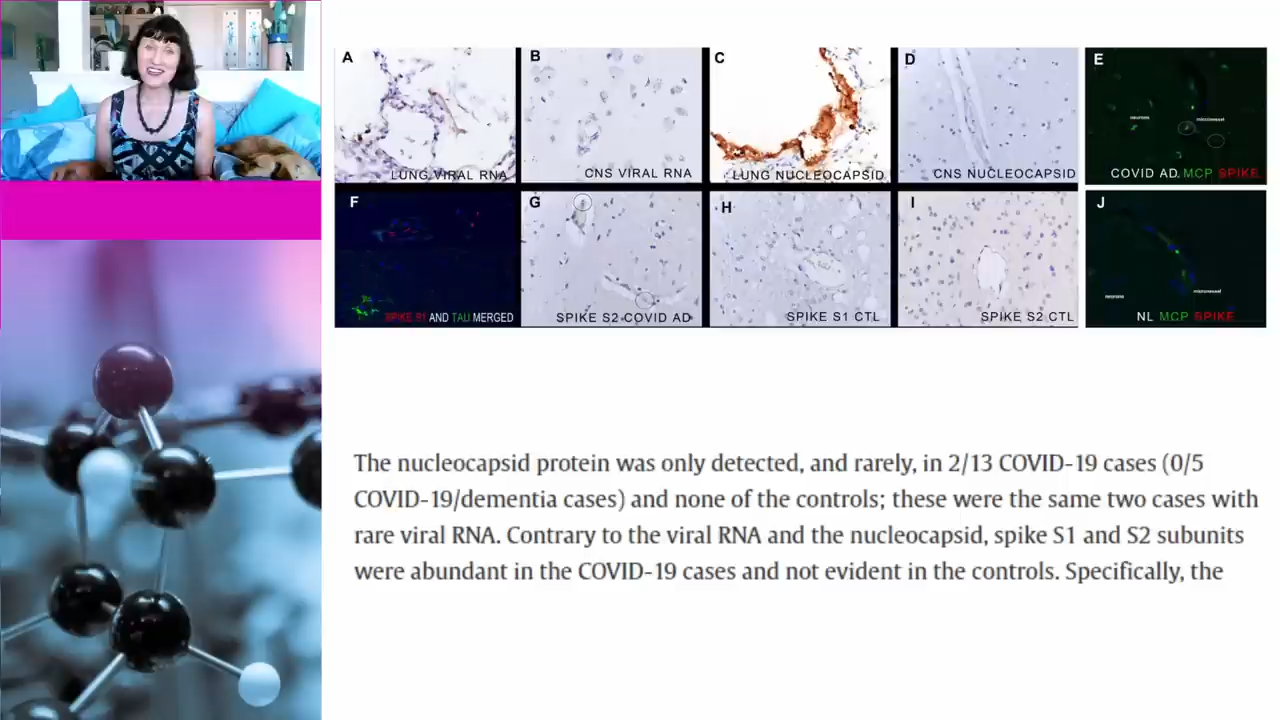 A
LUNG VIRAL RNA
B
CNS VIRAL RNA
C
LUNG NUCLEOCAPSID
D
CNS NUCLEOCAPSID
E
neurons
microvessel
COVID AD MCP SPIKE
F
SPIKE S1 AND TAU MERGED
G
SPIKE S2 COVID AD
H
SPIKE S1 CTL
I
SPIKE S2 CTL
J
neurons
microvessel
NL MCP SPIKE
The nucleocapsid protein was only detected, and rarely, in 2/13 COVID-19 cases (0/5
COVID-19/dementia cases) and none of the controls; these were the same two cases with
rare viral RNA. Contrary to the viral RNA and the nucleocapsid, spike S1 and S2 subunits
were abundant in the COVID-19 cases and not evident in the controls. Specifically, the